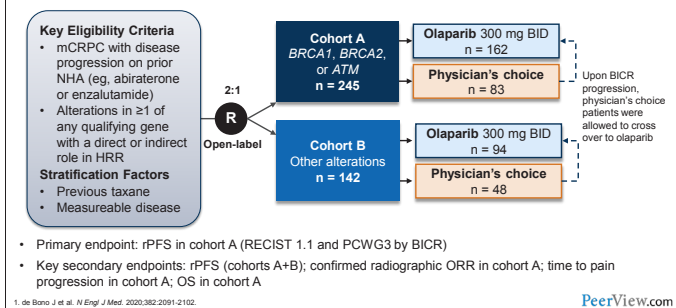 Key Eligibility Criteria
• mCRPC with disease
progression on prior
NHA (eg, abiraterone
or enzalutamide)
• Alterations in ≥1 of
any qualifying gene
with a direct or indirect
role in HRR
Stratification Factors
• Previous taxane
• Measureable disease
2:1
R
Open-label
Cohort A
BRCA1, BRCA2,
or ATM
n = 245
Cohort B
Other alterations
n = 142
Olaparib 300 mg BID
n = 162
Physician's choice
n = 83
Olaparib 300 mg BID
n = 94
Physician's choice
n = 48
Upon BICR
progression,
physician's choice
patients were
allowed to cross
over to olaparib
• Primary endpoint: rPFS in cohort A (RECIST 1.1 and PCWG3 by BICR)
• Key secondary endpoints: rPFS (cohorts A+B); confirmed radiographic ORR in cohort A; time to pain
progression in cohort A; OS in cohort A
1. de Bono J et al. N Engl J Med. 2020;382:2091-2102.
PeerView.com